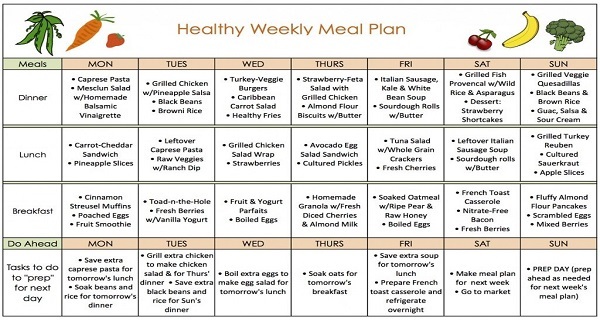 Healthy Weekly Meal Plan
Meals MON TUES WED THURS FRI SAT SUN
Dinner
• Caprese Pasta
• Mesclun Salad
w/Homemade
Balsamic
Vinaigrette
• Grilled Chicken
w/Pineapple Salsa
• Black Beans
• Browni Rice
• Turkey-Veggie
Burgers
• Caribbean
Carrot Salad
• Healthy Fries
• Strawberry-Feta
Salad with
Grilled Chicken
• Almond Flour
Biscuits w/Butter
• Italian Sausage,
Kale & White
Bean Soup
• Sourdough Rolls
w/Butter
• Grilled Fish
Provencal w/Wild
Rice & Asparagus
• Dessert:
Strawberry
Shortcakes
• Grilled Veggie
Quesadillas
• Black Beans &
Brown Rice
• Guac, Salsa &
Sour Cream
Lunch
• Carrot-Cheddar
Sandwich
• Pineapple Slices
• Leftover
Caprese Pasta
• Raw Veggies
w/Ranch Dip
• Grilled Chicken
Salad Wrap
• Strawberries
• Avocado Egg
Salad Sandwich
• Cultured Pickles
• Tuna Salad
w/Whole Grain
Crackers
• Fresh Cherries
• Leftover Italian
Sausage Soup
• Sourdough rolls
w/Butter
• Grilled Turkey
Reuben
• Cultured
Sauerkraut
• Apple Slices
Breakfast
• Cinnamon
Streusel Muffins
• Poached Eggs
• Fruit Smoothie
• Toad-n-the-Hole
• Fresh Berries
w/Vanilla Yogurt
• Fruit & Yogurt
Parfaits
• Boiled Eggs
• Homemade
Granola w/Fresh
Diced Cherries
& Almond Milk
• Soaked Oatmeal
w/Ripe Pear &
Raw Honey
• Boiled Eggs
• French Toast
Casserole
• Nitrate-Free
Bacon
• Fresh Berries
• Fluffy Almond
Flour Pancakes
• Scrambled Eggs
• Mixed Berries
Do Ahead MON TUES WED THURS FRI SAT SUN
Tasks to do
to "prep"
for next
day
• Save extra
caprese pasta for
tomorrow's lunch
• Soak beans and
rice for tomorrow's
dinner
• Grill extra chicken
to make chicken
salad & for Thurs'
dinner • Save extra
black beans and
rice for Sun's
dinner
• Boil extra eggs to
make egg salad for
tomorrow's lunch
• Soak oats for
tomorrow's
breakfast
• Save extra soup
for tomorrow's
lunch
• Prepare French
toast casserole and
refrigerate
overnight
• Make meal plan
for next week
• Go to market
• PREP DAY (prep
ahead as needed
for next week's
meal plan)